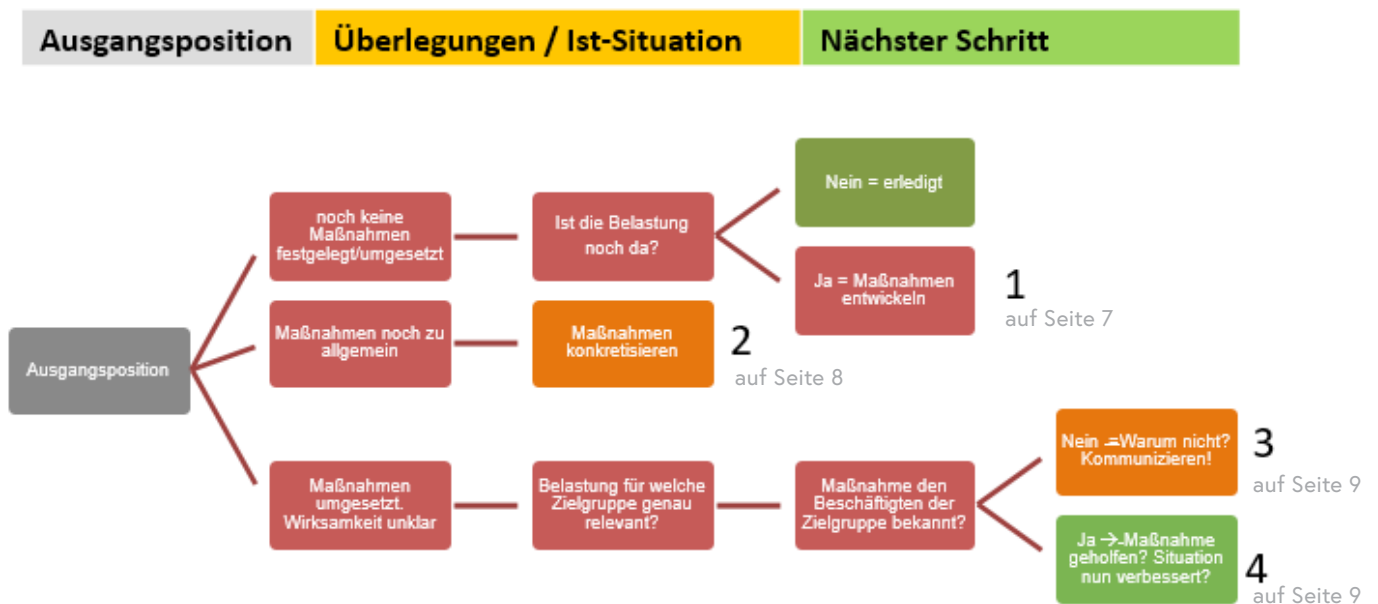 Ausgangsposition
Überlegungen / Ist-Situation
Nächster Schritt
Ausgangsposition
noch keine
Maßnahmen
festgelegt/umgesetzt
Ist die Belastung
noch da?
Nein = erledigt
Ja = Maßnahmen
entwickeln
1
auf Seite 7
Maßnahmen noch zu
allgemein
Maßnahmen
konkretisieren
2
auf Seite 8
Maßnahmen
umgesetzt.
Wirksamkeit unklar
Belastung für welche
Zielgruppe genau
relevant?
Maßnahme den
Beschäftigten der
Zielgruppe bekannt?
Nein =Warum nicht?
Kommunizieren!
3
auf Seite 9
Ja → Maßnahme
geholfen? Situation
nun verbessert?
4
auf Seite 9